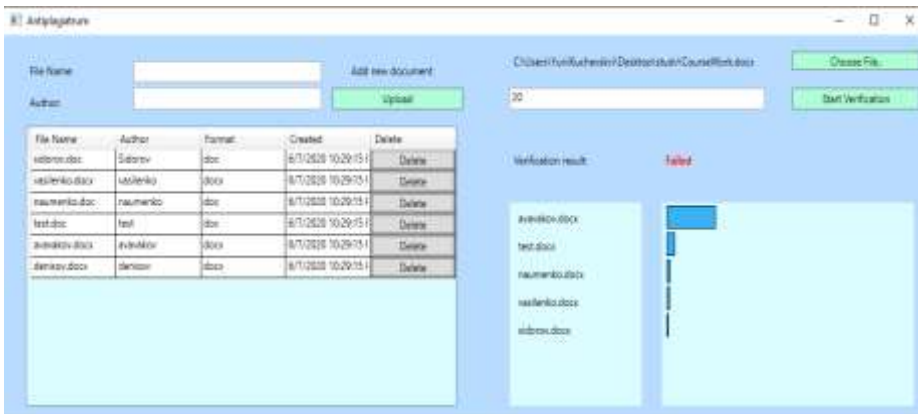 Antiplagiatrum
File Name
Add new document
Author:
Upload
File Name Author Format Created Delete
sidorov.doc Sidorov doc 6/7/2020 10:29:15 Delete
vasilenko.docx vasilenko docx 6/7/2020 10:29:15 Delete
naumenko.doc naumenko doc 6/7/2020 10:29:15 Delete
test.doc test doc 6/7/2020 10:29:15 Delete
avavakov.docx avavakov docx 6/7/2020 10:29:15 Delete
denisov.docx denisov docx 6/7/2020 10:29:15 Delete
Choose File..
20
Start Verification
Verification result: Failed
avavakov.docx
test.docx
naumenko.docx
vasilenko.docx
sidorov.docx